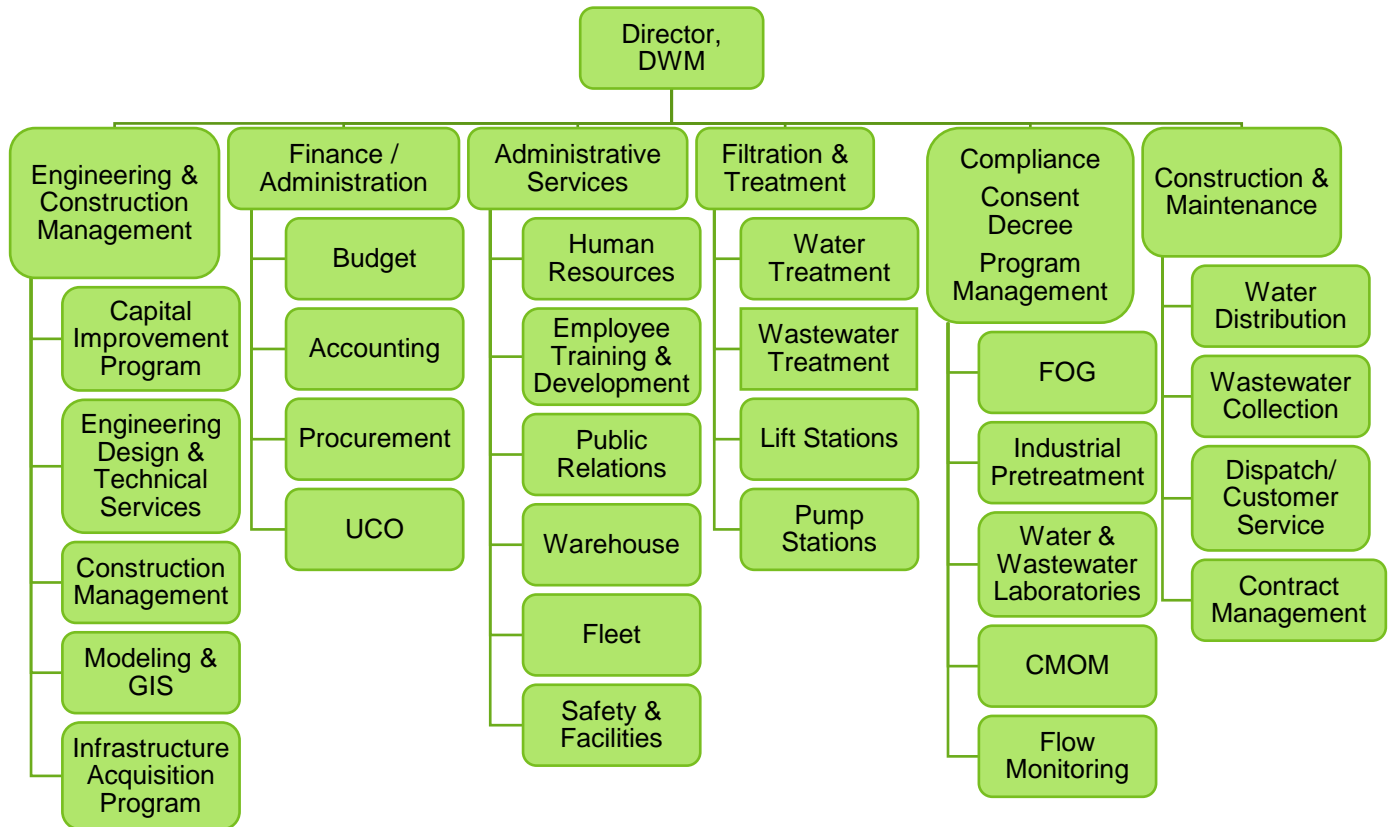 Director,
DWM
Engineering &
Construction
Management
Capital
Improvement
Program
Engineering
Design &
Technical
Services
Construction
Management
Modeling &
GIS
Infrastructure
Acquisition
Program
Finance /
Administration
Budget
Accounting
Procurement
UCO
Administrative
Services
Human
Resources
Employee
Training &
Development
Public
Relations
Warehouse
Fleet
Safety &
Facilities
Filtration &
Treatment
Water
Treatment
Wastewater
Treatment
Lift Stations
Pump
Stations
Compliance
Consent
Decree
Program
Management
FOG
Industrial
Pretreatment
Water &
Wastewater
Laboratories
CMOM
Flow
Monitoring
Construction &
Maintenance
Water
Distribution
Wastewater
Collection
Dispatch/
Customer
Service
Contract
Management